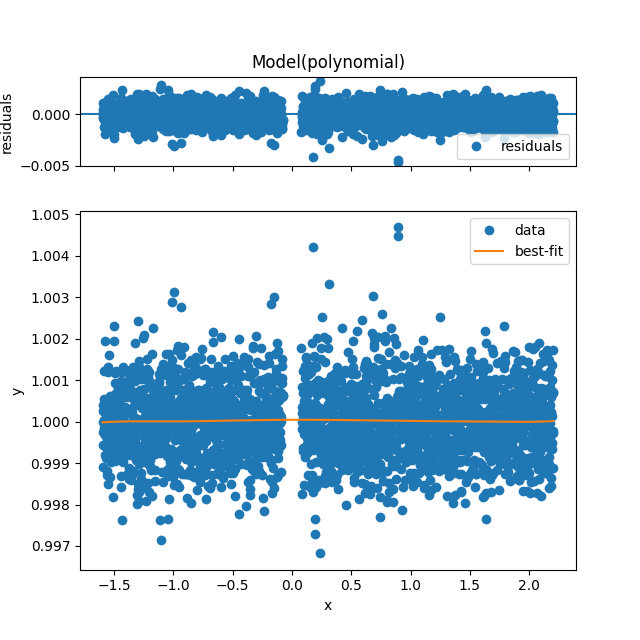 Model(polynomial)
residuals
0.000
−0.005
residuals
1.005
1.004
1.003
1.002
1.001
1.000
0.999
0.998
0.997
y
data
best-fit
−1.5 −1.0 −0.5 0.0 0.5 1.0 1.5 2.0
x